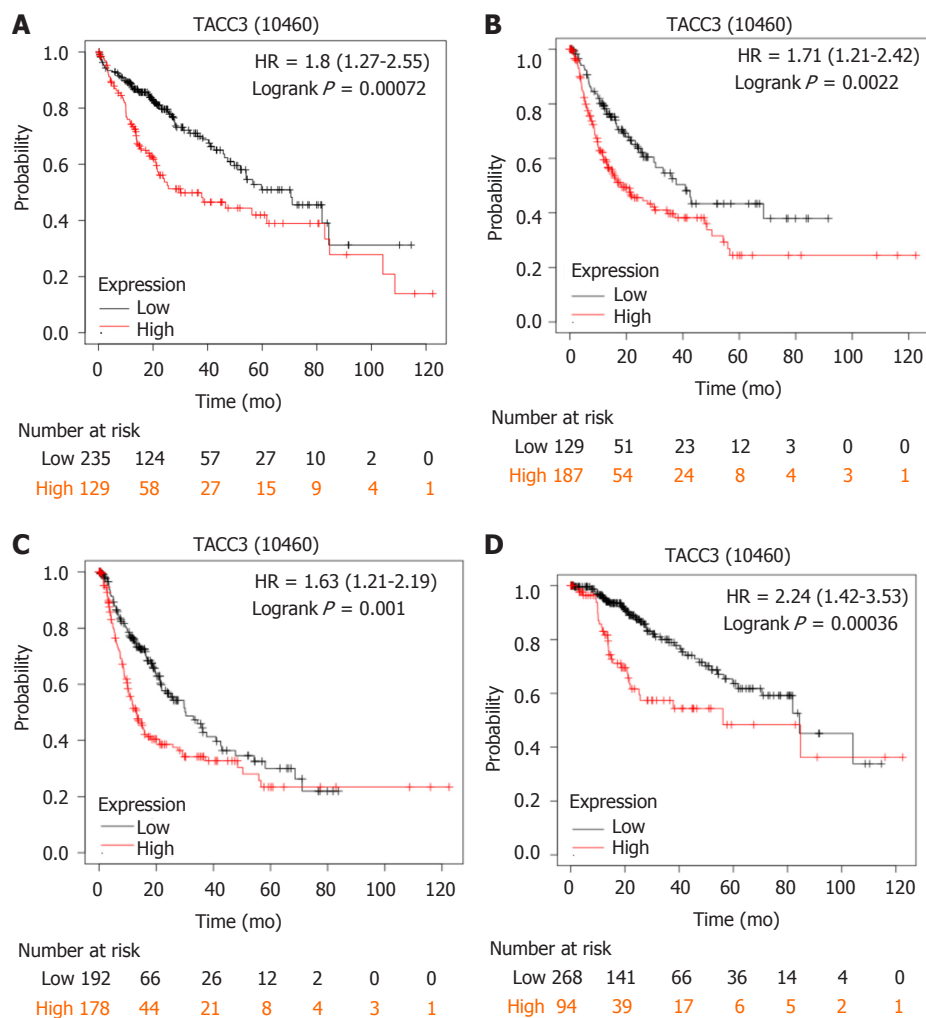 A
TACC3 (10460)
HR = 1.8 (1.27-2.55)
Logrank P = 0.00072
Probability
1.0
0.8
0.6
0.4
0.2
0.0
Expression
Low
High
0 20 40 60 80 100 120
Time (mo)
Number at risk
Low 235 124 57 27 10 2 0
High 129 58 27 15 9 4 1
B
TACC3 (10460)
HR = 1.71 (1.21-2.42)
Logrank P = 0.0022
Probability
1.0
0.8
0.6
0.4
0.2
0.0
Expression
Low
High
0 20 40 60 80 100 120
Time (mo)
Number at risk
Low 129 51 23 12 3 0 0
High 187 54 24 8 4 3 1
C
TACC3 (10460)
HR = 1.63 (1.21-2.19)
Logrank P = 0.001
Probability
1.0
0.8
0.6
0.4
0.2
0.0
Expression
Low
High
0 20 40 60 80 100 120
Time (mo)
Number at risk
Low 192 66 26 12 2 0 0
High 178 44 21 8 4 3 1
D
TACC3 (10460)
HR = 2.24 (1.42-3.53)
Logrank P = 0.00036
Probability
1.0
0.8
0.6
0.4
0.2
0.0
Expression
Low
High
0 20 40 60 80 100 120
Time (mo)
Number at risk
Low 268 141 66 36 14 4 0
High 94 39 17 6 5 2 1